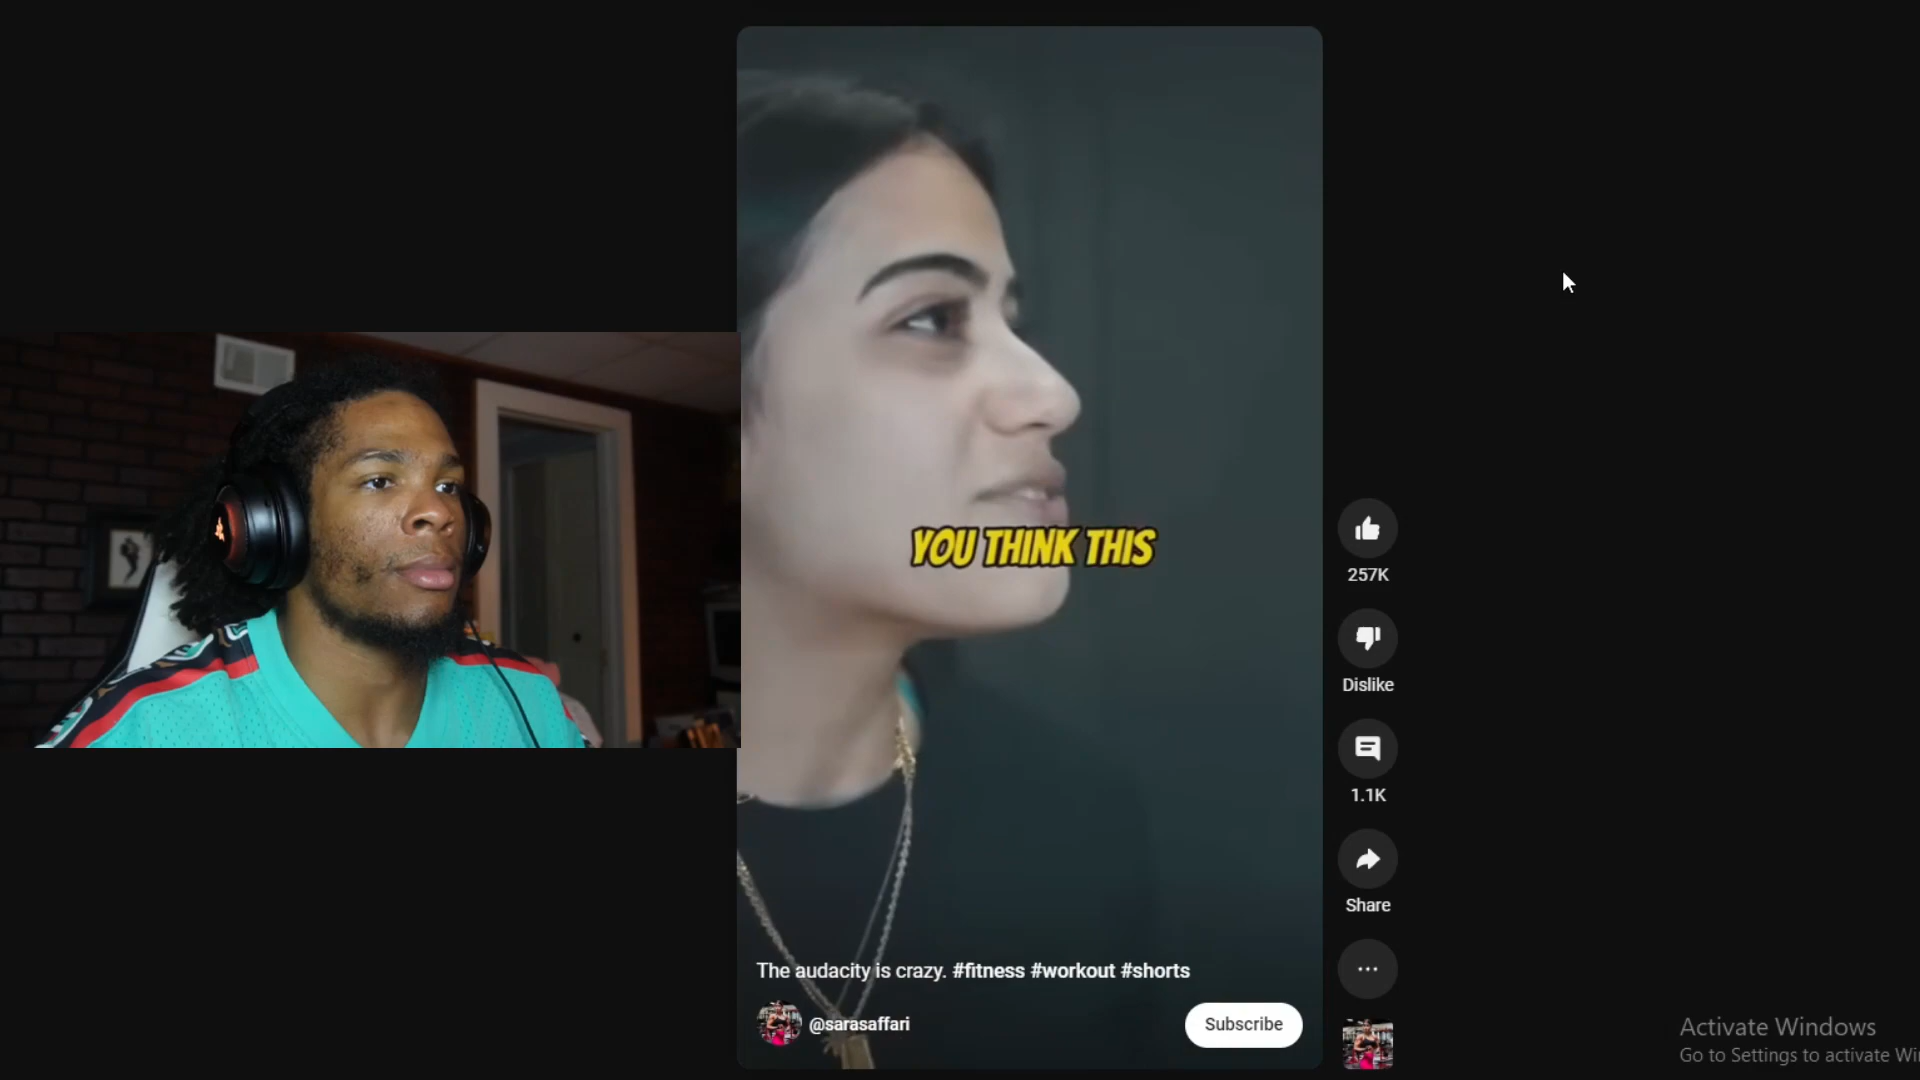 YOU THINK THIS
257K
Dislike
1.1K
Share
The audacity is crazy. #fitness #workout #shorts
@sarasaffari
Subscribe
Activate Windows
Go to Settings to activate Wi